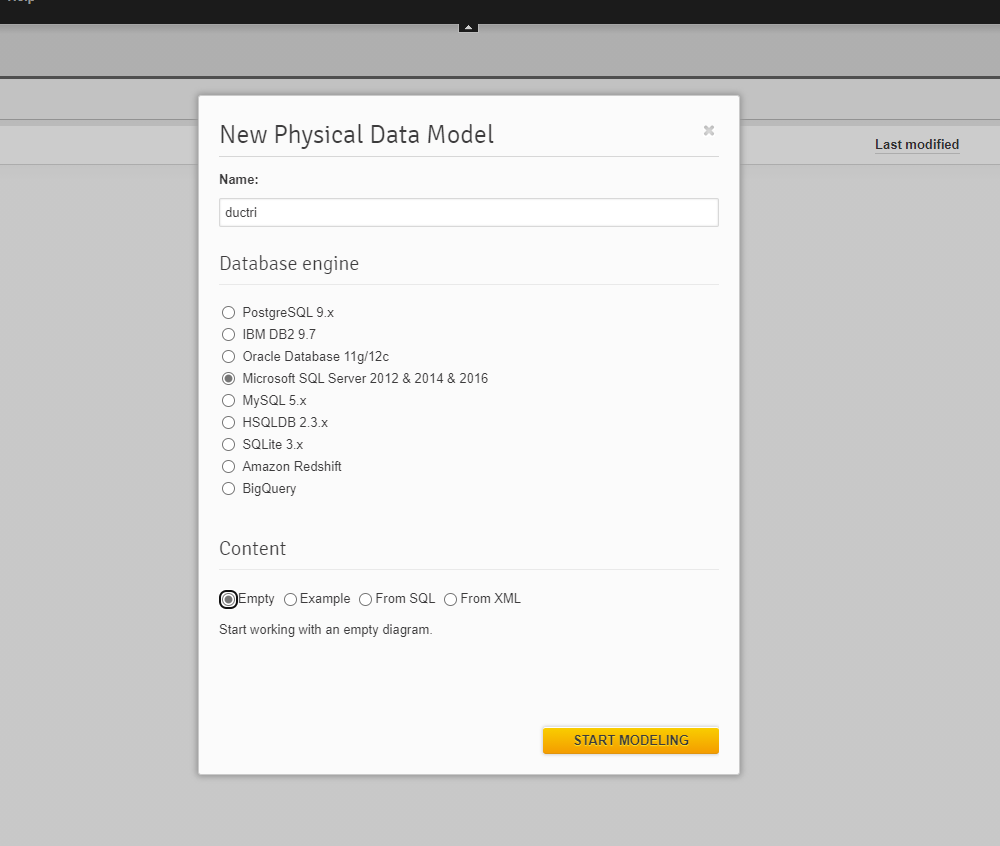 Help
New Physical Data Model
Last modified
Name:
ductri
Database engine
PostgreSQL 9.x
IBM DB2 9.7
Oracle Database 11g/12c
Microsoft SQL Server 2012 & 2014 & 2016
MySQL 5.x
HSQLDB 2.3.x
SQLite 3.x
Amazon Redshift
BigQuery
Content
Empty Example From SQL From XML
Start working with an empty diagram.
START MODELING